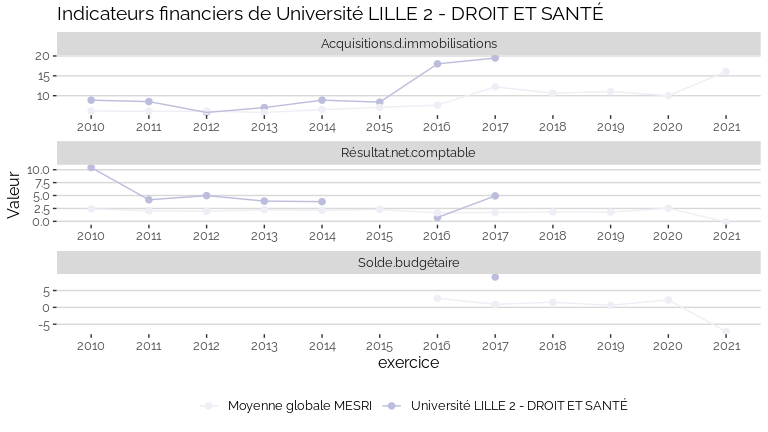 Indicateurs financiers de Université LILLE 2 - DROIT ET SANTÉ
Acquisitions.d.immobilisations
20
15
10
2010 2011 2012 2013 2014 2015 2016 2017 2018 2019 2020 2021
Résultat.net.comptable
10.0
7.5
5.0
2.5
0.0
2010 2011 2012 2013 2014 2015 2016 2017 2018 2019 2020 2021
Valeur
Solde.budgétaire
5
0
-5
2010 2011 2012 2013 2014 2015 2016 2017 2018 2019 2020 2021
exercice
Moyenne globale MESRI Université LILLE 2 - DROIT ET SANTÉ